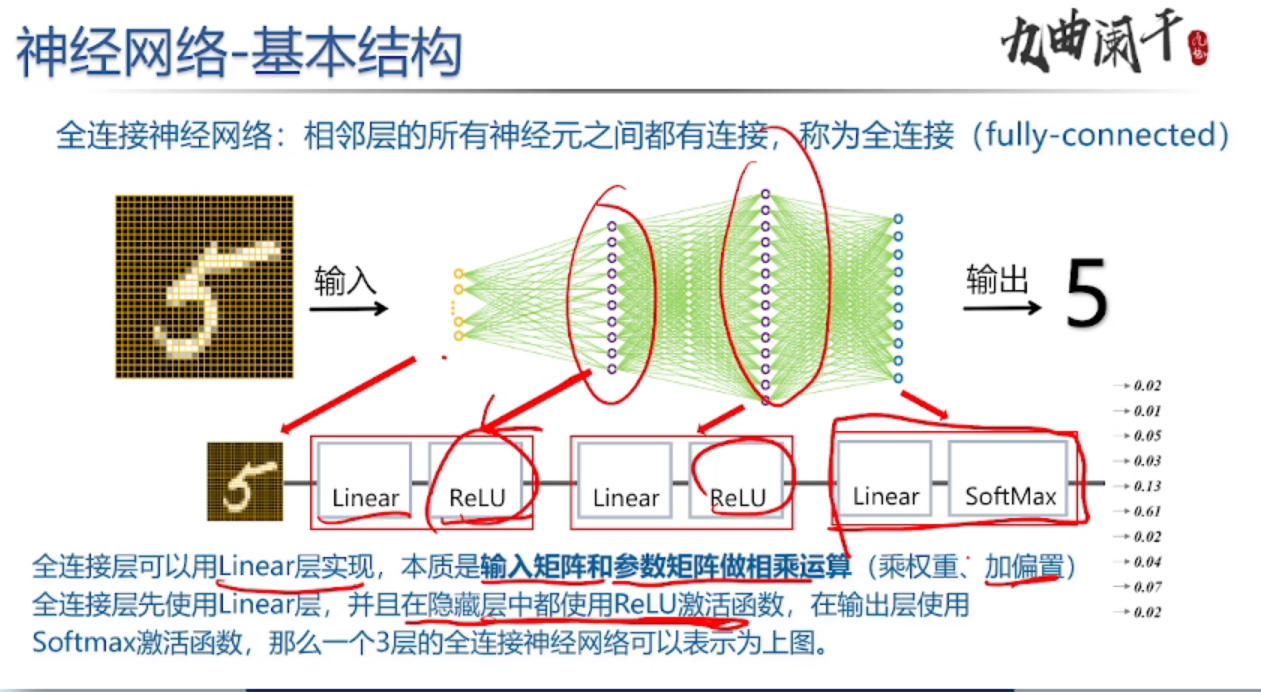 神经网络-基本结构
九曲阑干
全连接神经网络：相邻层的所有神经元之间都有连接，称为全连接（fully-connected）
输入
输出
5
Linear
ReLU
Linear
ReLU
Linear
SoftMax
0.02
0.01
0.05
0.03
0.13
0.61
0.02
0.04
0.07
0.02
全连接层可以用Linear层实现，本质是输入矩阵和参数矩阵做相乘运算（乘权重、加偏置）
全连接层先使用Linear层，并且在隐藏层中都使用ReLU激活函数，在输出层使用
Softmax激活函数，那么一个3层的全连接神经网络可以表示为上图。